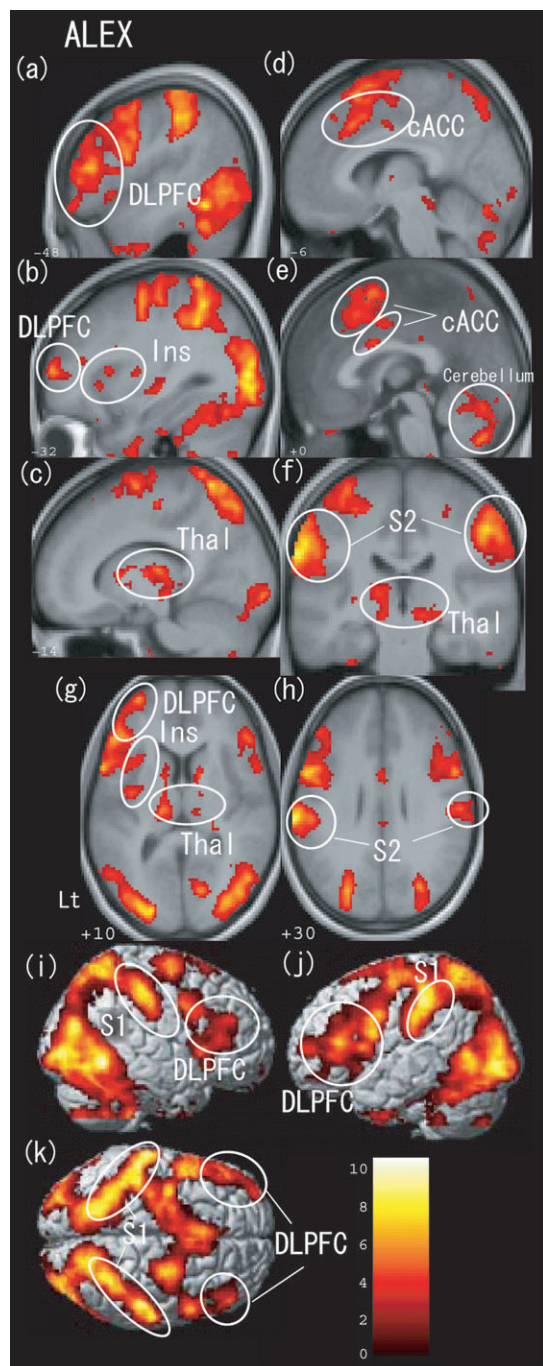 ALEX
(a)
DLPFC
-48
(d)
cACC
-6
(b)
DLPFC
Ins
-32
(e)
cACC
Cerebellum
+0
(c)
Thal
-14
(f)
S2
Thal
(g)
DLPFC
Ins
Thal
Lt
+10
(h)
S2
+30
(i)
S1
DLPFC
(j)
S1
DLPFC
(k)
S1
DLPFC
10
8
6
4
2
0